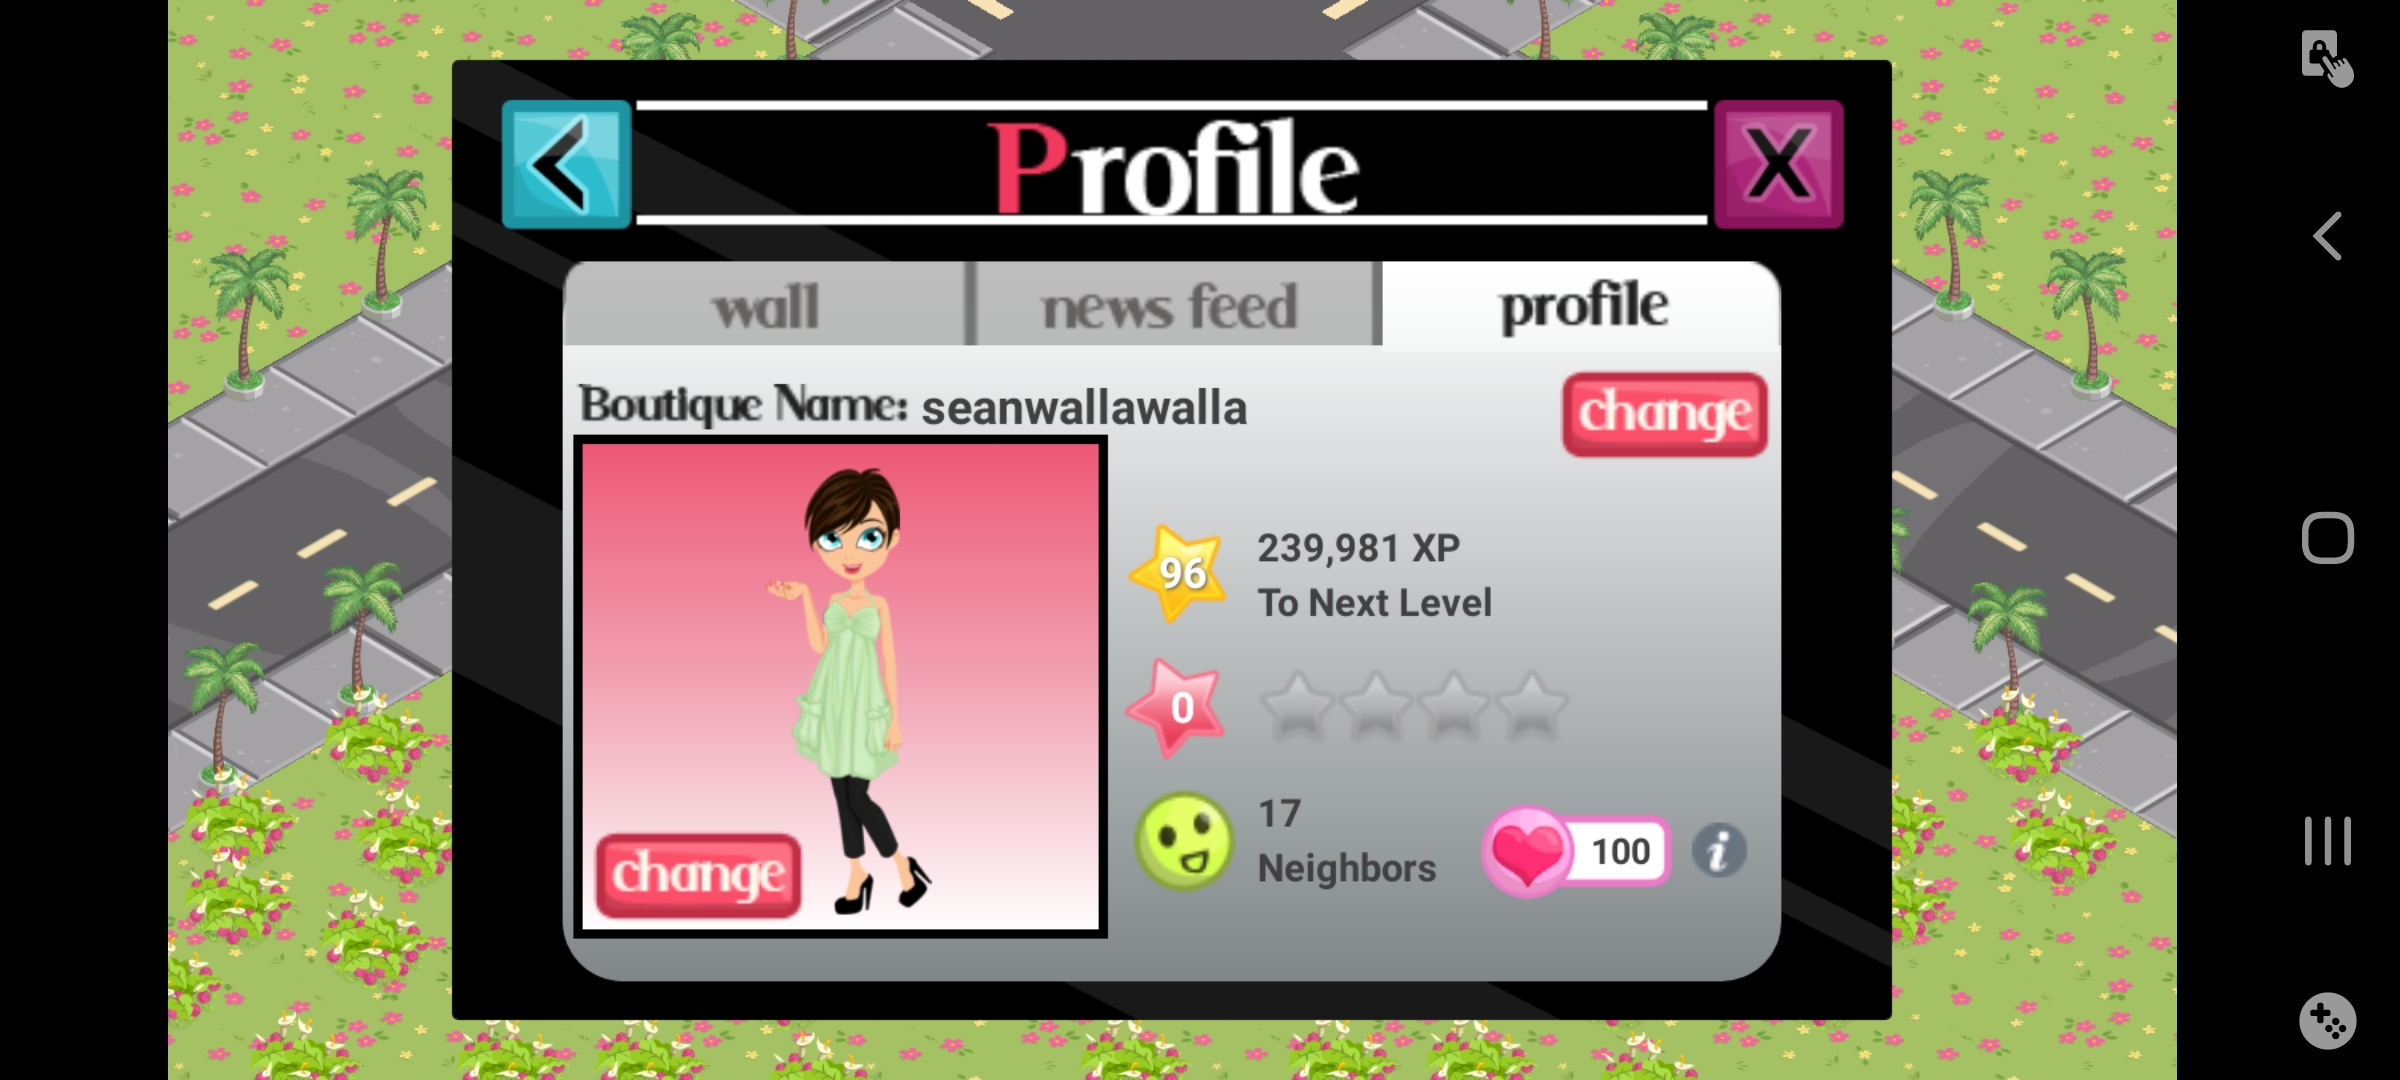 Profile
wall
news feed
profile
Boutique Name: seanwallawalla
change
96
239,981 XP
To Next Level
0
17
Neighbors
100
i
change
X